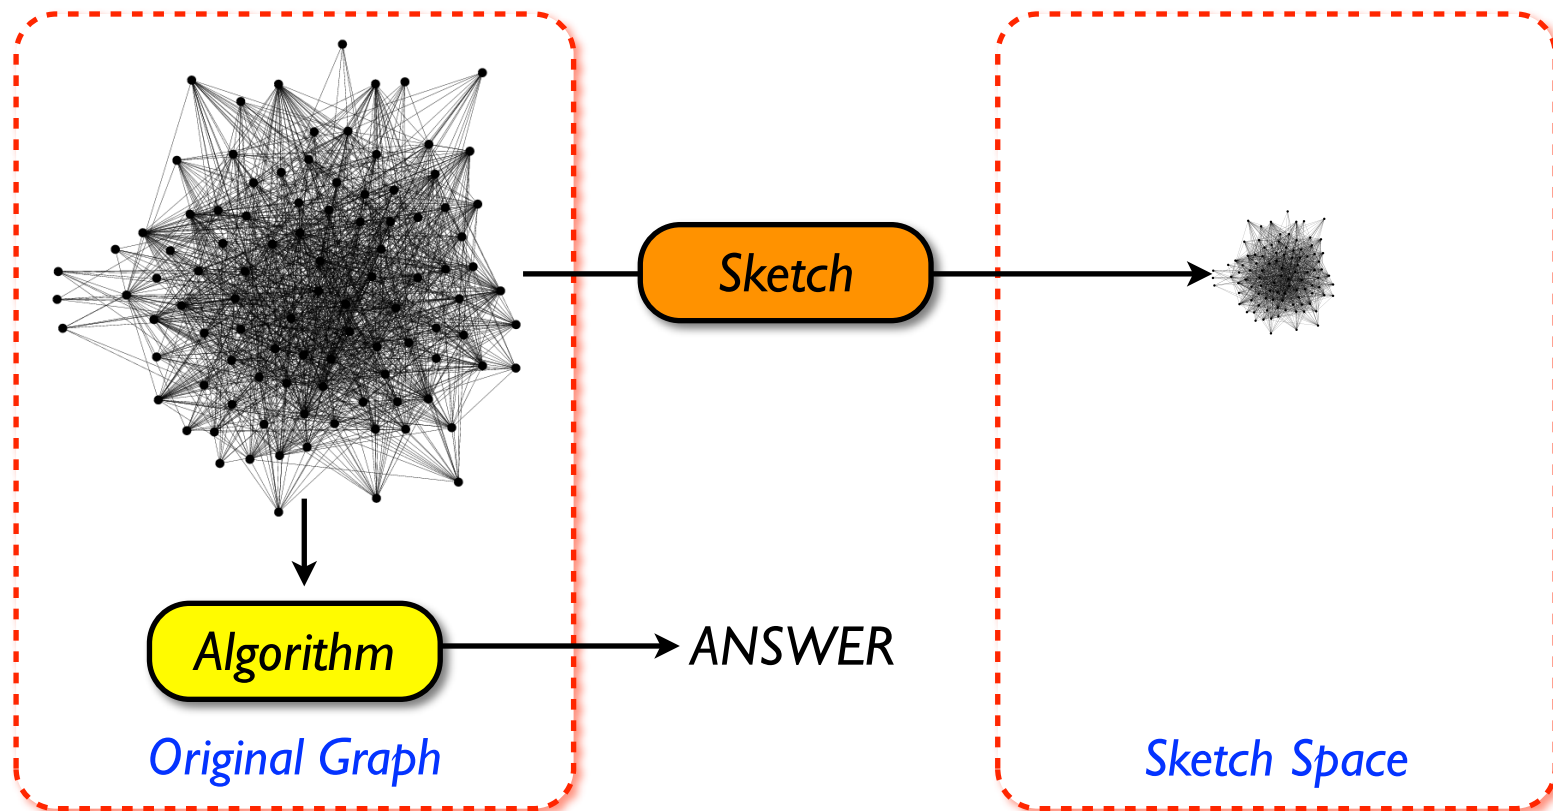 Sketch
Algorithm
ANSWER
Original Graph
Sketch Space